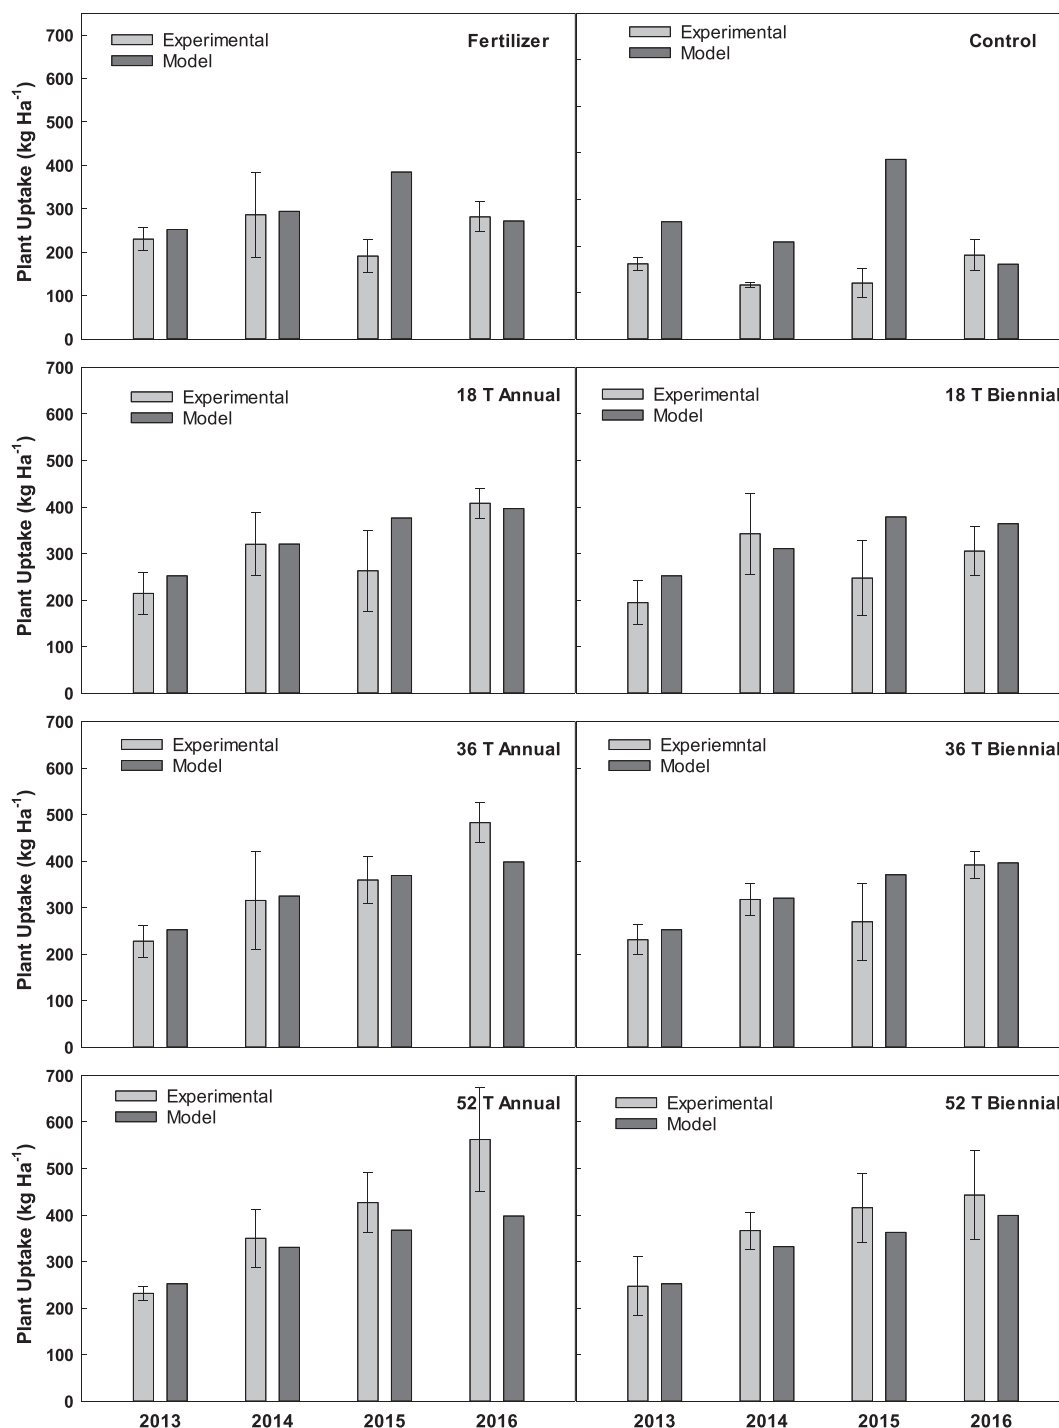 Plant Uptake (kg Ha-1)
700
600
500
400
300
200
100
0
Experimental
Model
Fertilizer
Experimental
Model
Control
Plant Uptake (kg Ha-1)
700
600
500
400
300
200
100
0
Experimental
Model
18 T Annual
Experimental
Model
18 T Biennial
Plant Uptake (kg Ha-1)
700
600
500
400
300
200
100
0
Experimental
Model
36 T Annual
Experiemntal
Model
36 T Biennial
Plant Uptake (kg Ha-1)
700
600
500
400
300
200
100
0
Experimental
Model
52 T Annual
Experimental
Model
52 T Biennial
2013 2014 2015 2016
2013 2014 2015 2016